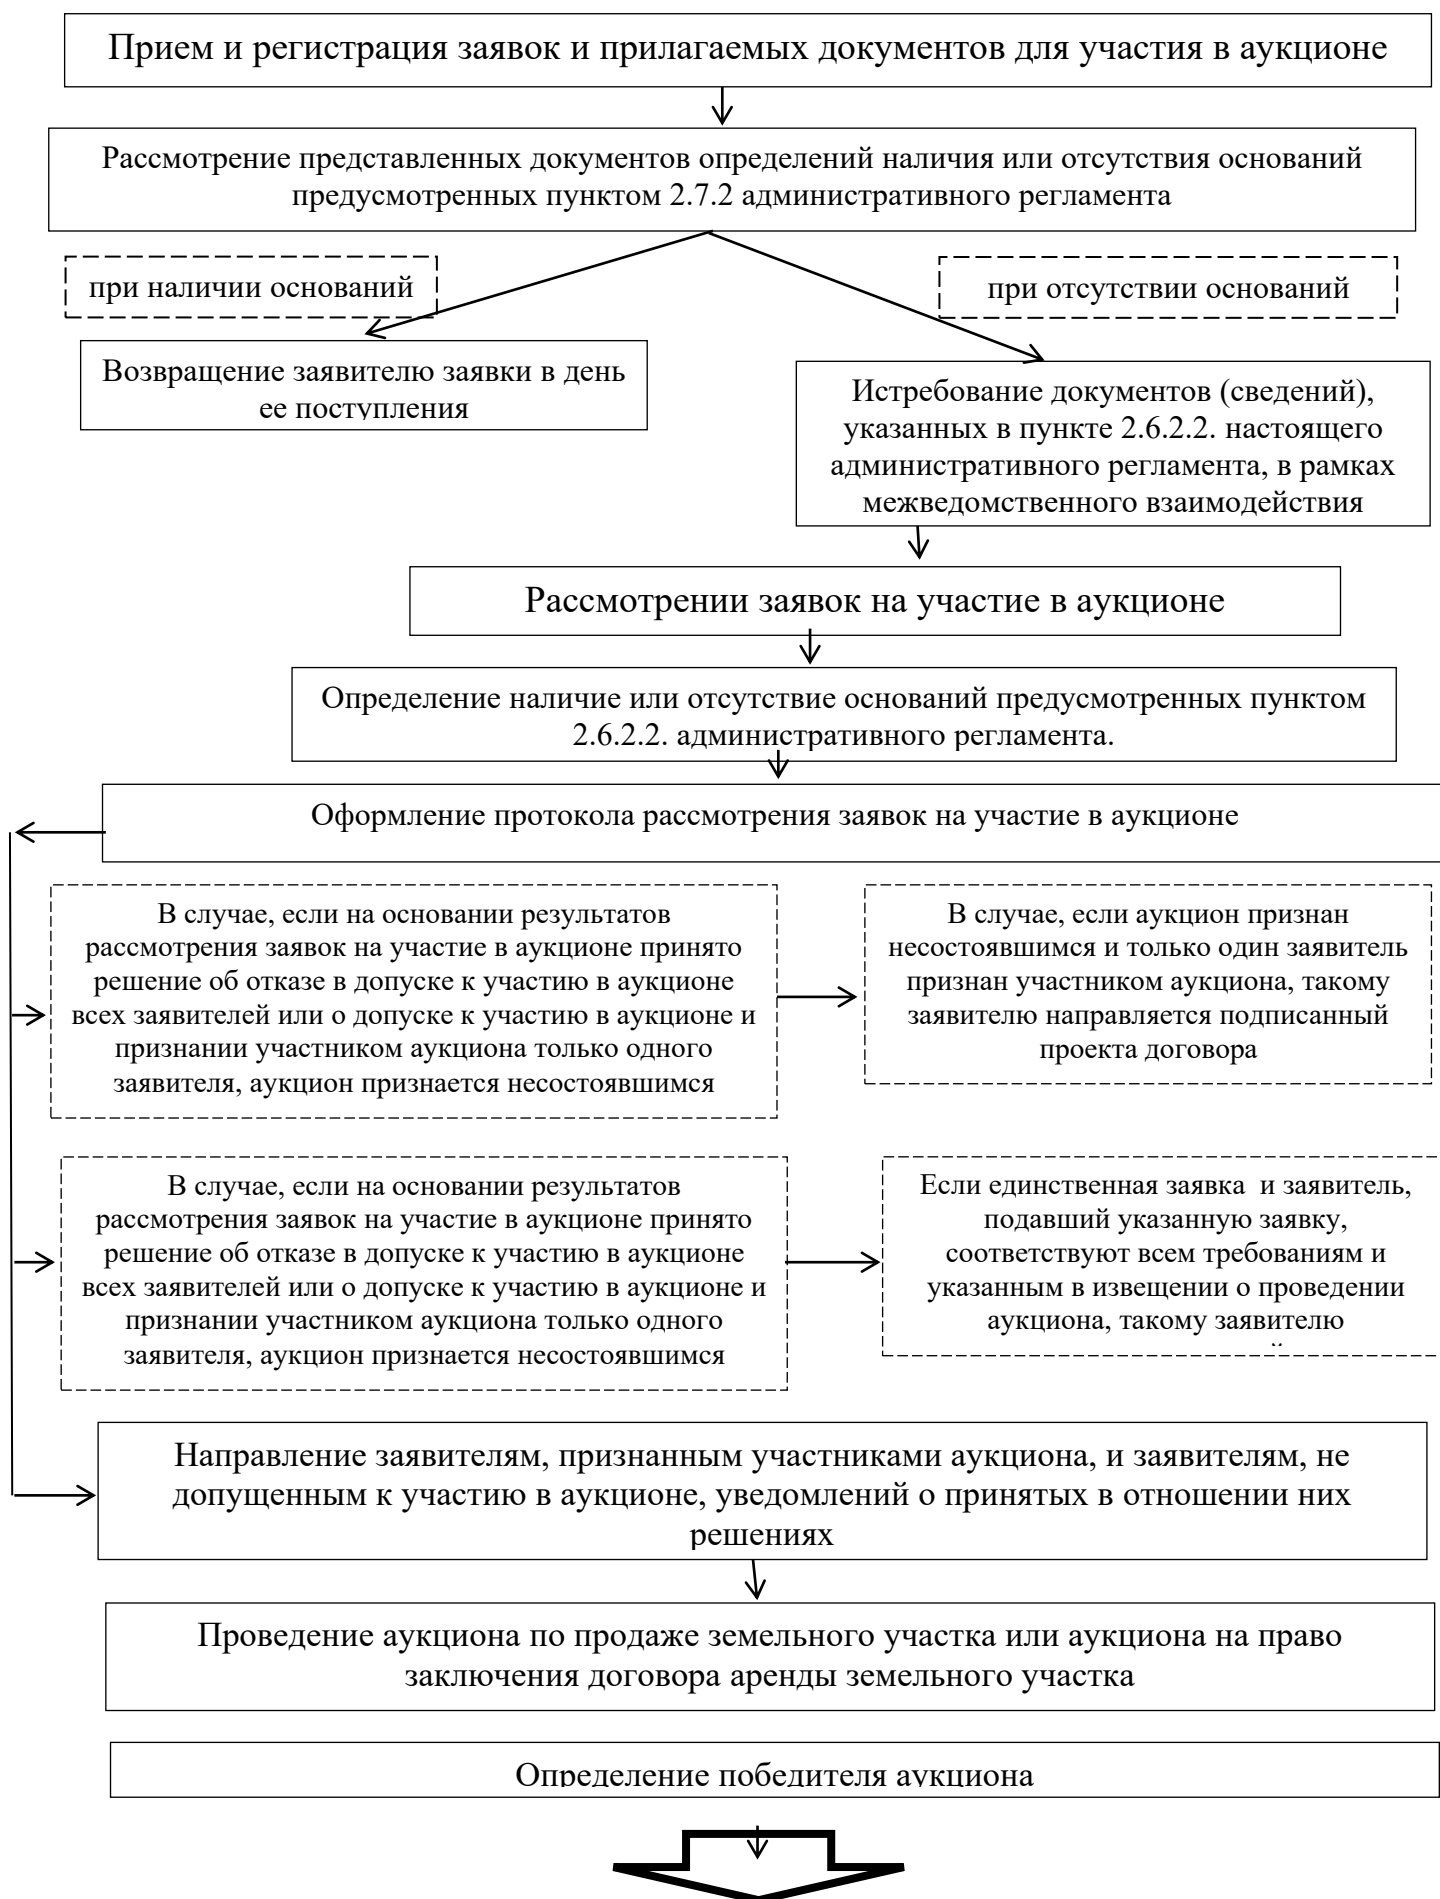 Прием и регистрация заявок и прилагаемых документов для участия в аукционе
Рассмотрение представленных документов определений наличия или отсутствия оснований
предусмотренных пунктом 2.7.2 административного регламента
при наличии оснований
при отсутствии оснований
Возвращение заявителю заявки в день
ее поступления
Истребование документов (сведений),
указанных в пункте 2.6.2.2. настоящего
административного регламента, в рамках
межведомственного взаимодействия
Рассмотрении заявок на участие в аукционе
Определение наличие или отсутствие оснований предусмотренных пунктом
2.6.2.2. административного регламента.
Оформление протокола рассмотрения заявок на участие в аукционе
В случае, если на основании результатов
рассмотрения заявок на участие в аукционе принято
решение об отказе в допуске к участию в аукционе
всех заявителей или о допуске к участию в аукционе и
признании участником аукциона только одного
заявителя, аукцион признается несостоявшимся
В случае, если аукцион признан
несостоявшимся и только один заявитель
признан участником аукциона, такому
заявителю направляется подписанный
проекта договора
В случае, если на основании результатов
рассмотрения заявок на участие в аукционе принято
решение об отказе в допуске к участию в аукционе
всех заявителей или о допуске к участию в аукционе и
признании участником аукциона только одного
заявителя, аукцион признается несостоявшимся
Если единственная заявка и заявитель,
подавший указанную заявку,
соответствуют всем требованиям и
указанным в извещении о проведении
аукциона, такому заявителю
Направление заявителям, признанным участниками аукциона, и заявителям, не
допущенным к участию в аукционе, уведомлений о принятых в отношении них
решениях
Проведение аукциона по продаже земельного участка или аукциона на право
заключения договора аренды земельного участка
Определение победителя аукциона